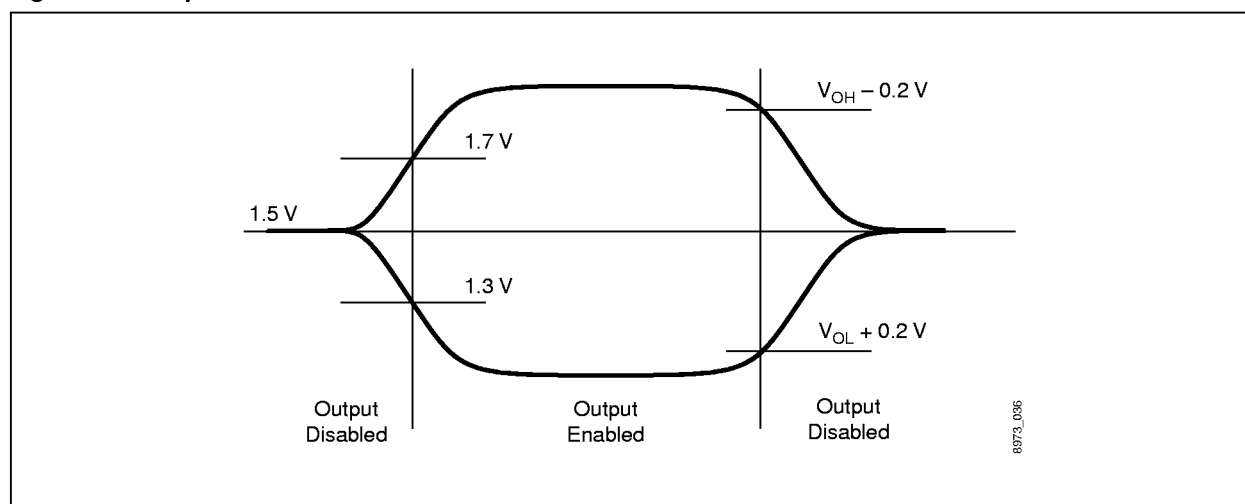 V_OH – 0.2 V
1.7 V
1.5 V
1.3 V
V_OL + 0.2 V
Output
Disabled
Output
Enabled
Output
Disabled
8973_036